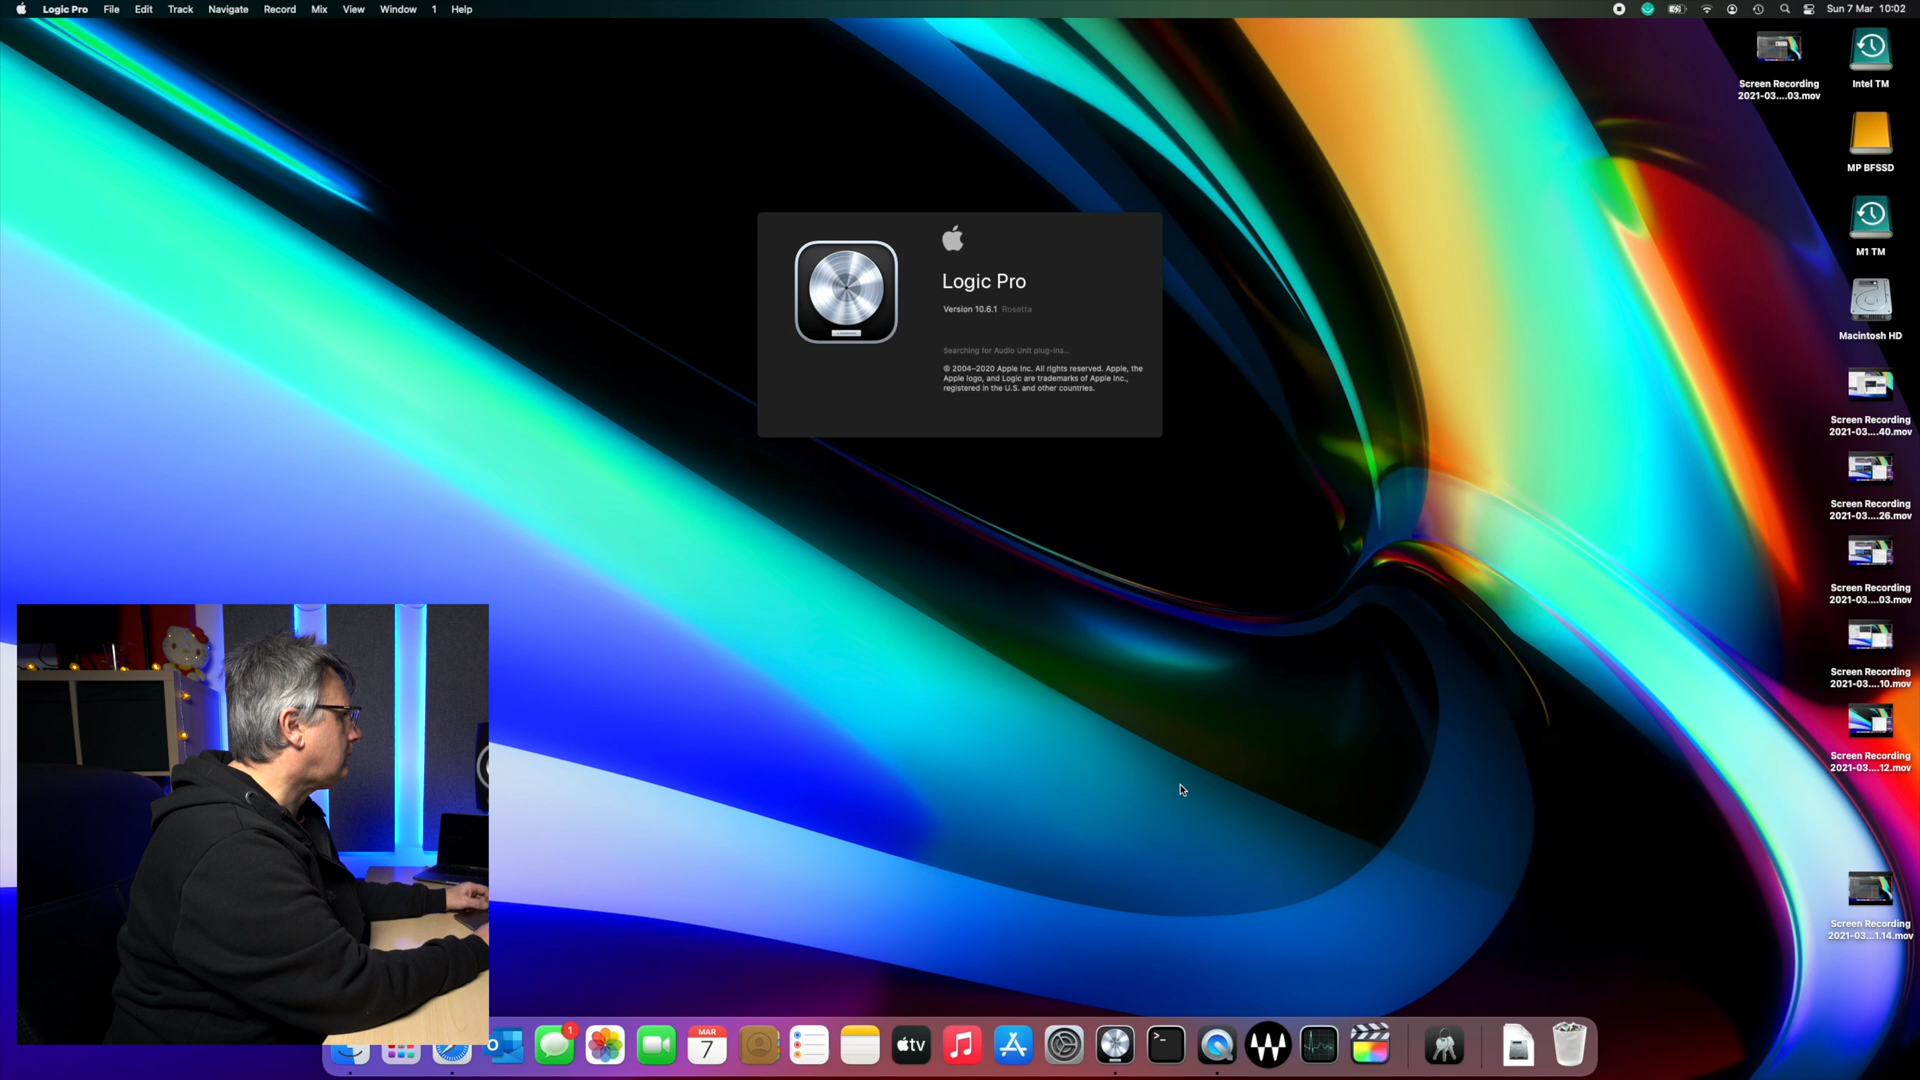 Logic Pro File Edit Track Navigate Record Mix View Window 1 Help
Sun 7 Mar 10:02
Screen Recording
2021-03....03.mov
Intel TM
MP BFSSD
M1 TM
Macintosh HD
Logic Pro
Version 10.6.1 Rosetta
Searching for Audio Unit plug-ins...
© 2004–2020 Apple Inc. All rights reserved. Apple, the
Apple logo, and Logic are trademarks of Apple Inc.,
registered in the U.S. and other countries.
Screen Recording
2021-03....40.mov
Screen Recording
2021-03....26.mov
Screen Recording
2021-03....03.mov
Screen Recording
2021-03....10.mov
Screen Recording
2021-03....12.mov
Screen Recording
2021-03...1.14.mov
1
MAR
7
tv